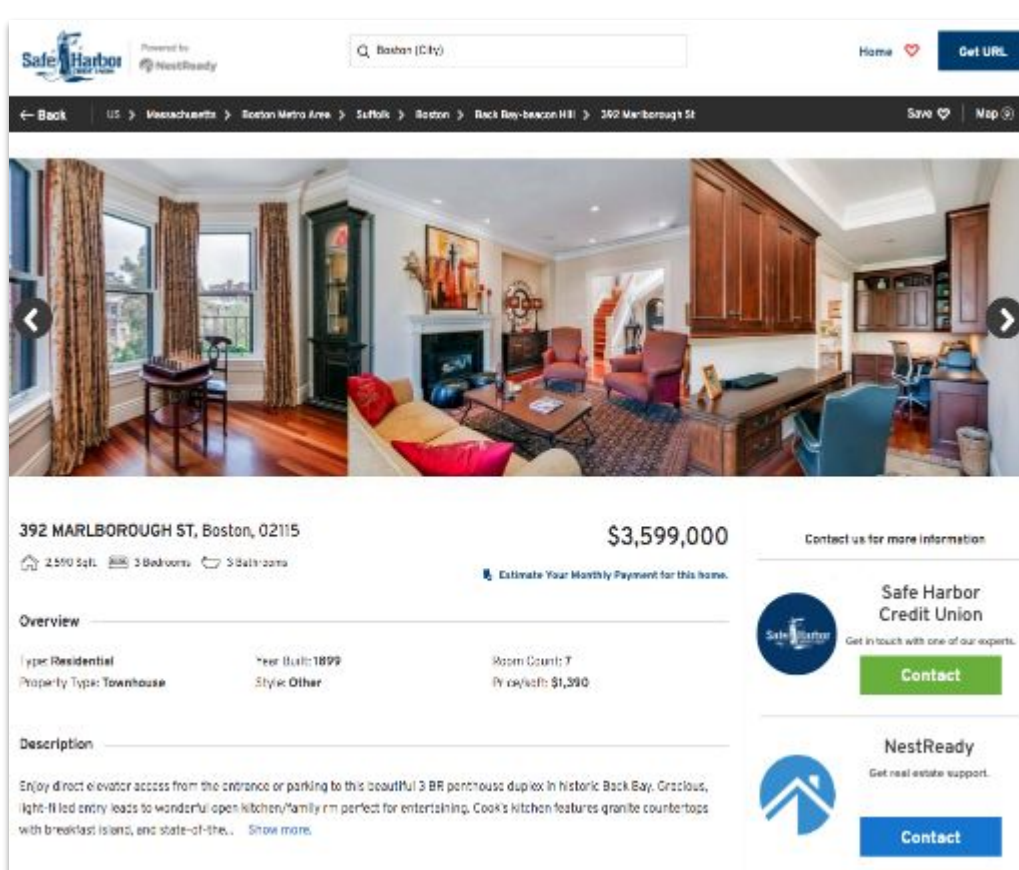 Safe Harbor
CREDIT UNION
Powered by
NestReady
Boston (City)
Home
Get URL
← Back
US > Massachusetts > Boston Metro Area > Suffolk > Boston > Back Bay-beacon Hill > 392 Marlborough St
Save
Map
392 MARLBOROUGH ST, Boston, 02115
$3,599,000
2,590 Sqft. 3 Bedrooms 3 Bathrooms
Estimate Your Monthly Payment for this home.
Overview
Type: Residential
Year Built: 1899
Room Count: 7
Property Type: Townhouse
Style: Other
Price/sqft: $1,390
Description
Enjoy direct elevator access from the entrance or parking to this beautiful 3 BR penthouse duplex in historic Back Bay. Gracious,
light-filled entry leads to wonderful open kitchen/family rm perfect for entertaining. Cook's kitchen features granite countertops
with breakfast island, and state-of-the... Show more.
Contact us for more information
Safe Harbor
Safe Harbor
Credit Union
Get in touch with one of our experts.
Contact
NestReady
Get real estate support.
Contact